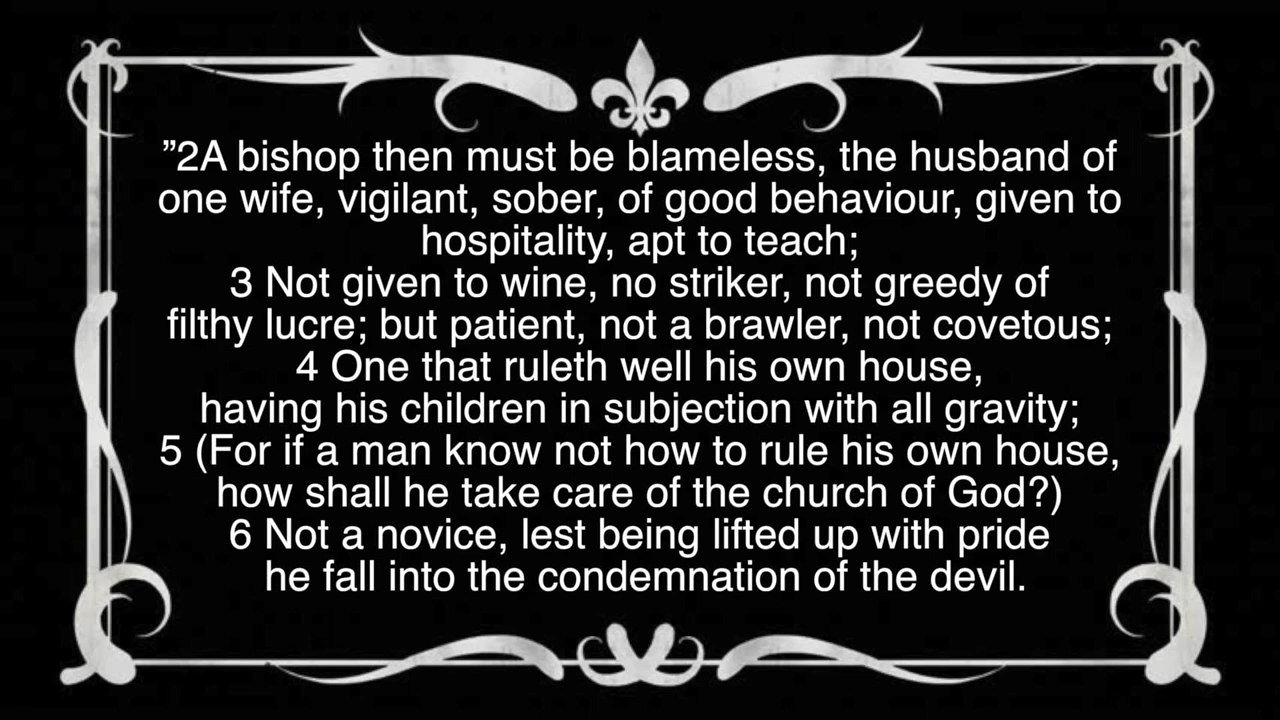 ”2A bishop then must be blameless, the husband of
one wife, vigilant, sober, of good behaviour, given to
hospitality, apt to teach;
3 Not given to wine, no striker, not greedy of
filthy lucre; but patient, not a brawler, not covetous;
4 One that ruleth well his own house,
having his children in subjection with all gravity;
5 (For if a man know not how to rule his own house,
how shall he take care of the church of God?)
6 Not a novice, lest being lifted up with pride
he fall into the condemnation of the devil.